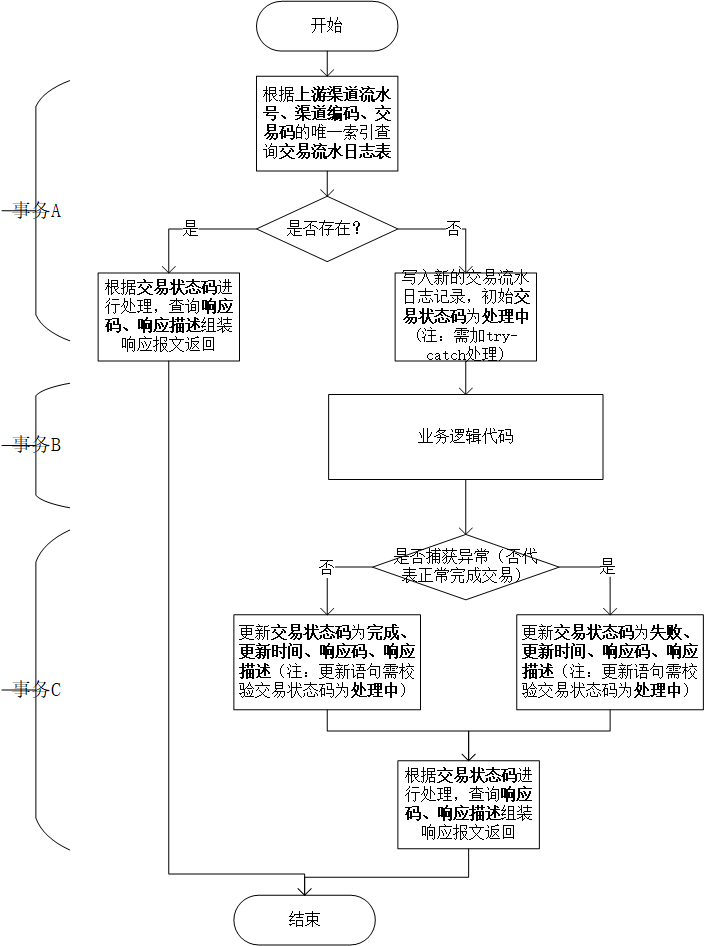 开始
根据上游渠道流水
号、渠道编码、交
易码的唯一索引查
询交易流水日志表
事务A
是否存在？
是
否
根据交易状态码进
行处理，查询响应
码、响应描述组装
响应报文返回
写入新的交易流水
日志记录，初始交
易状态码为处理中
（注：需加try-
catch处理）
事务B
业务逻辑代码
是否捕获异常（否代
表正常完成交易）
否
是
更新交易状态码为完成、
更新时间、响应码、响应
描述（注：更新语句需校
验交易状态码为处理中）
更新交易状态码为失败、
更新时间、响应码、响应
描述（注：更新语句需校
验交易状态码为处理中）
事务C
根据交易状态码进
行处理，查询响应
码、响应描述组装
响应报文返回
结束